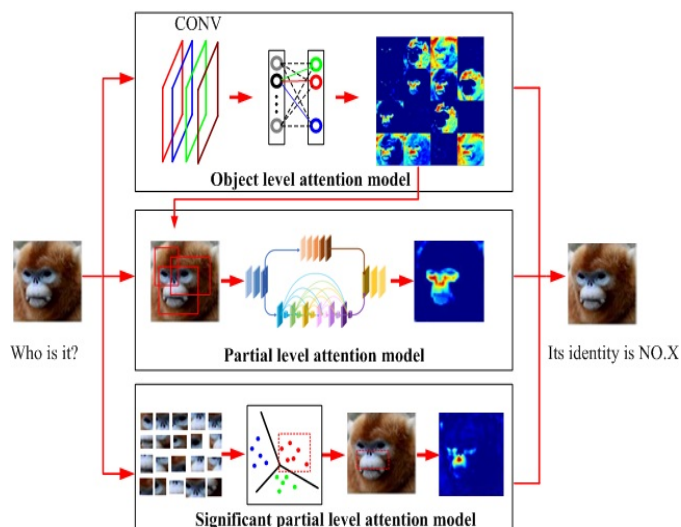 CONV
Object level attention model
Partial level attention model
Who is it?
Its identity is NO.X
Significant partial level attention model